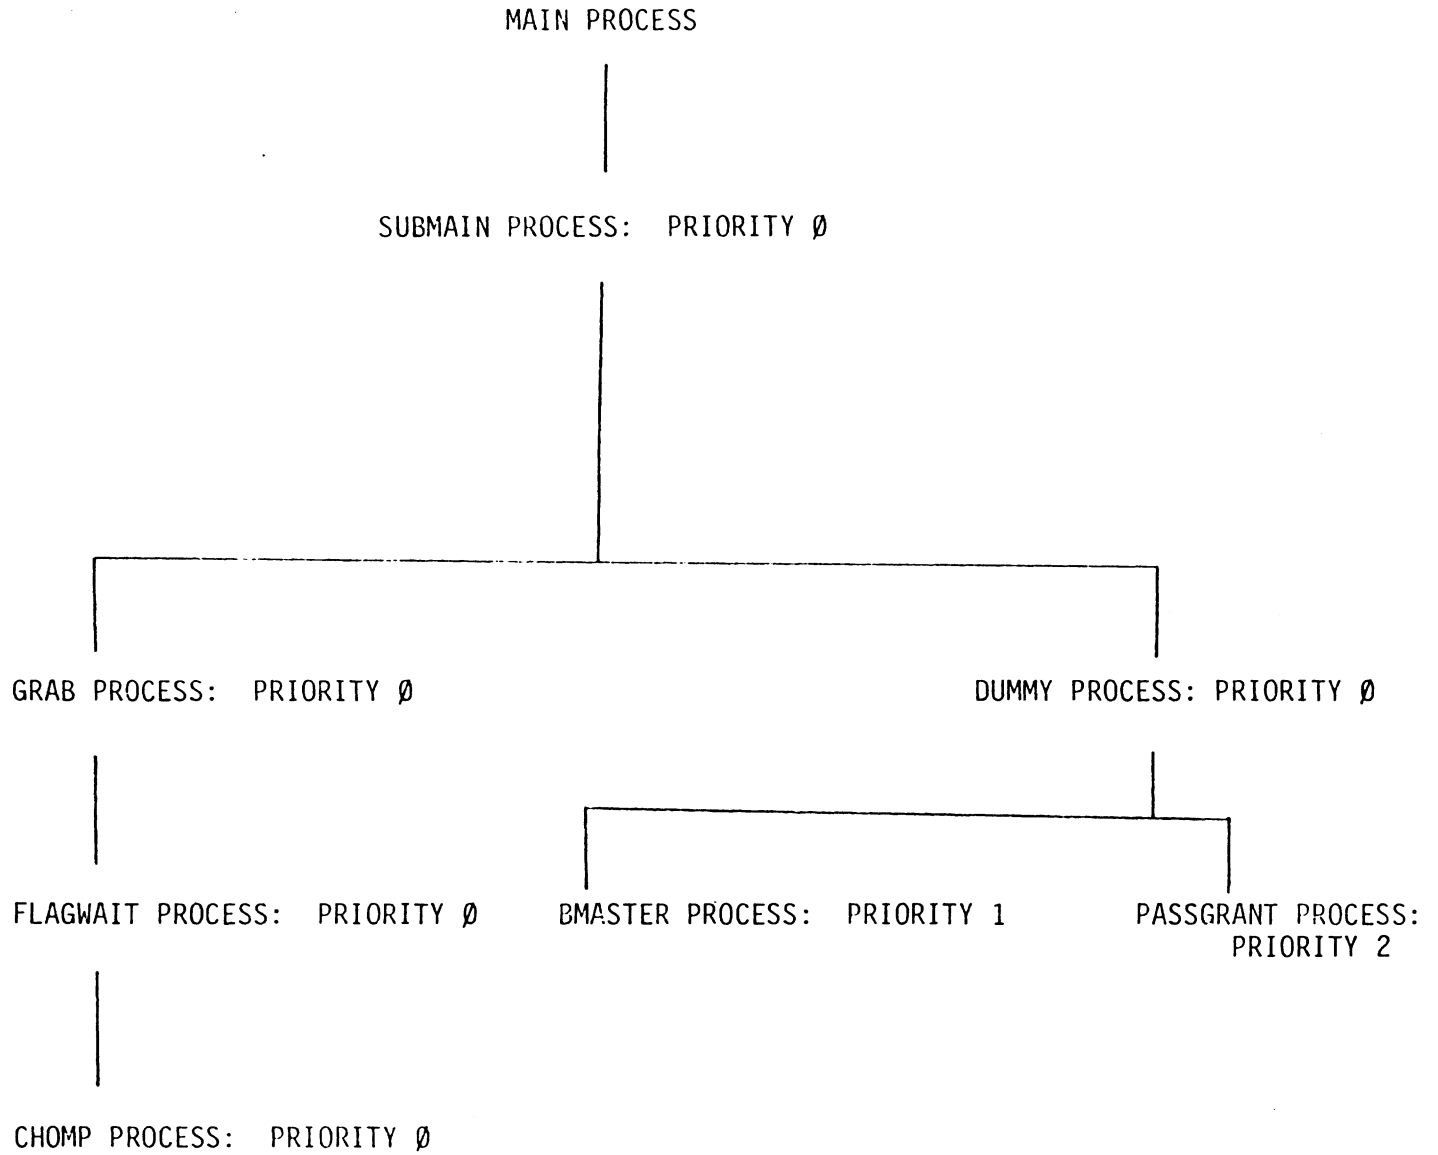 MAIN PROCESS
SUBMAIN PROCESS: PRIORITY Ø
GRAB PROCESS: PRIORITY Ø
DUMMY PROCESS: PRIORITY Ø
FLAGWAIT PROCESS: PRIORITY Ø
BMASTER PROCESS: PRIORITY 1
PASSGRANT PROCESS:
PRIORITY 2
CHOMP PROCESS: PRIORITY Ø